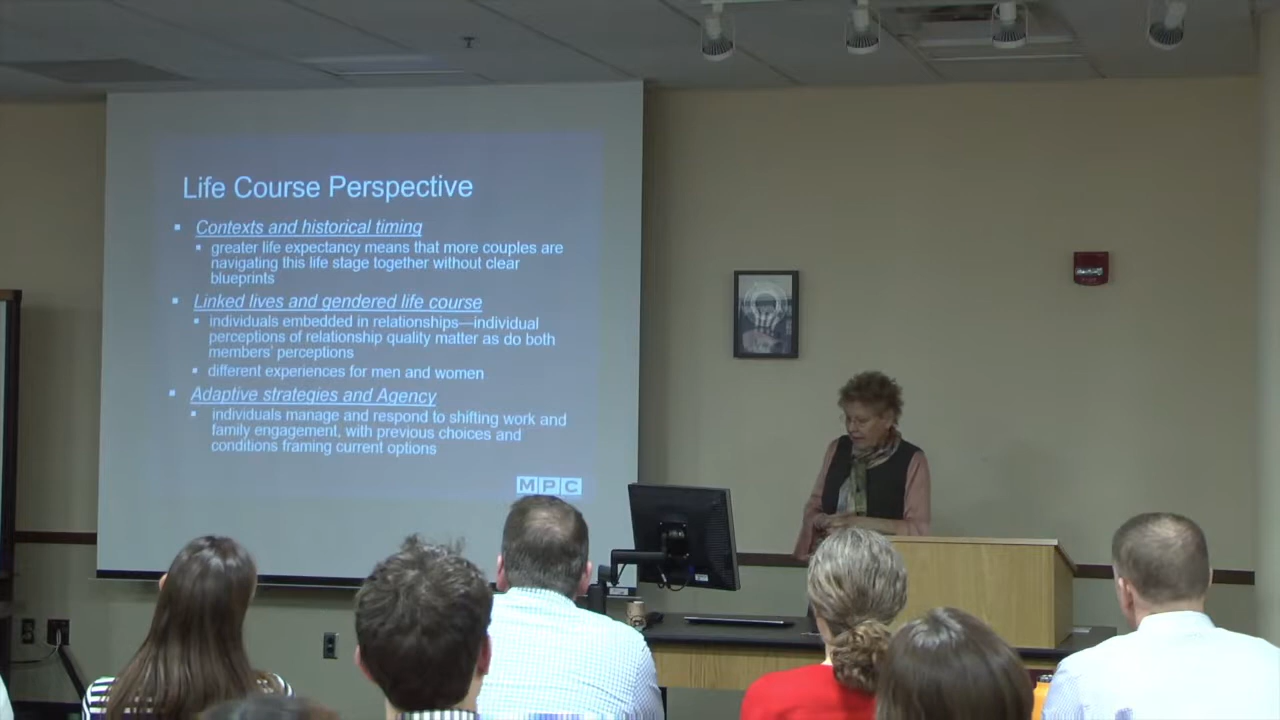 Life Course Perspective
Contexts and historical timing
greater life expectancy means that more couples are
navigating this life stage together without clear
blueprints
Linked lives and gendered life course
individuals embedded in relationships—individual
perceptions of relationship quality matter as do both
members' perceptions
different experiences for men and women
Adaptive strategies and Agency
individuals manage and respond to shifting work and
family engagement, with previous choices and
conditions framing current options
MPC